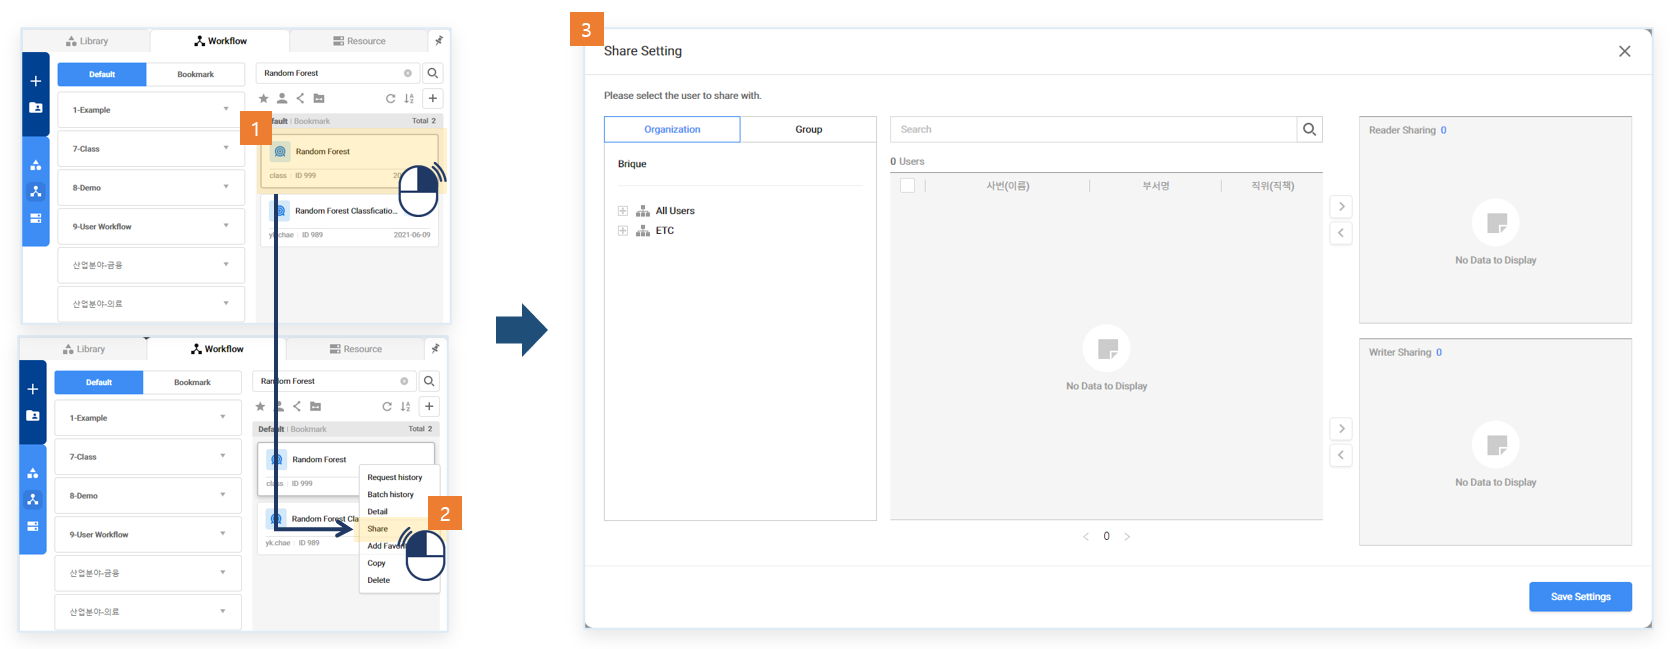 Library
Workflow
Resource
Default
Bookmark
Random Forest
1-Example
7-Class
8-Demo
9-User Workflow
산업분야-금융
산업분야-의료
1
fault | Bookmark
Total 2
Random Forest
class | ID 999
20
Random Forest Classficatio...
chae | ID 989
2021-06-09
Library
Workflow
Resource
Default
Bookmark
Random Forest
1-Example
7-Class
8-Demo
9-User Workflow
산업분야-금융
산업분야-의료
Default | Bookmark
Total 2
Random Forest
class | ID 999
Random Forest Cla
yk.chae | ID 989
Request history
Batch history
Detail
Share
Add Favor
Copy
Delete
2
3
Share Setting
Please select the user to share with.
Organization
Group
Brique
All Users
ETC
Search
0 Users
사번(이름)
부서명
직위(직책)
No Data to Display
< 0 >
Reader Sharing 0
No Data to Display
Writer Sharing 0
No Data to Display
Save Settings